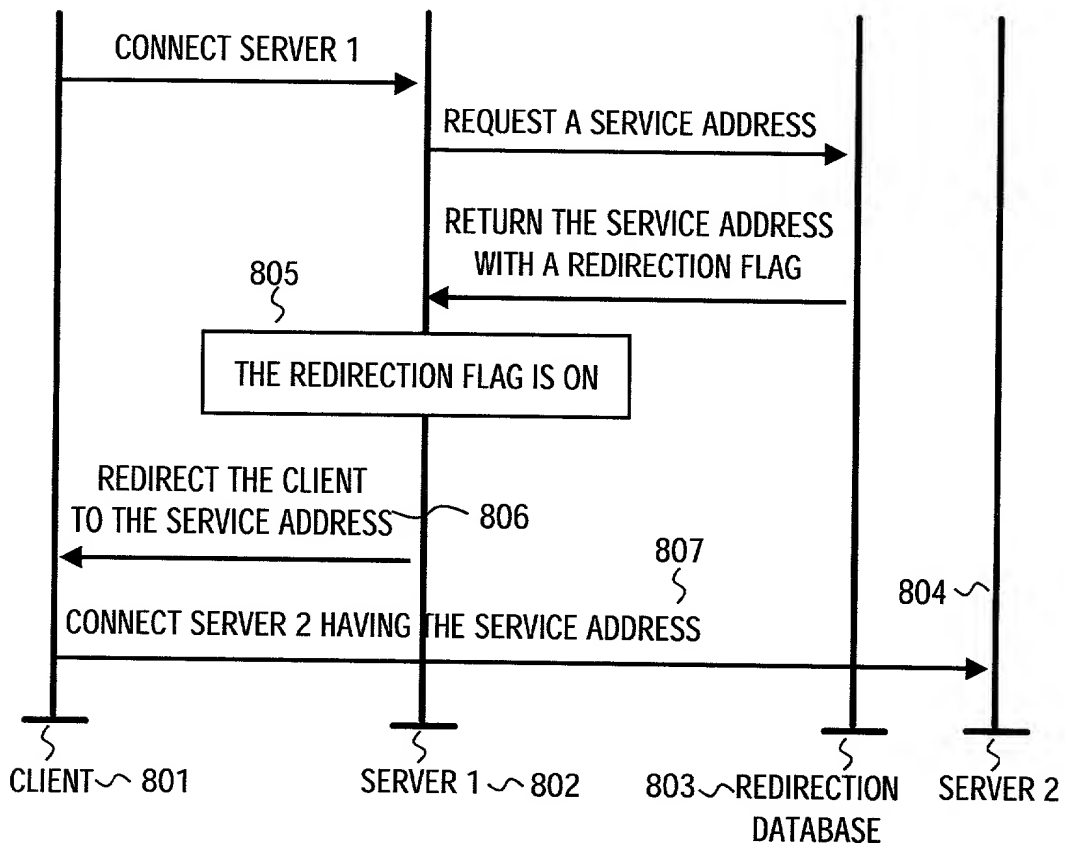 CONNECT SERVER 1
REQUEST A SERVICE ADDRESS
RETURN THE SERVICE ADDRESS
WITH A REDIRECTION FLAG
805
THE REDIRECTION FLAG IS ON
REDIRECT THE CLIENT
TO THE SERVICE ADDRESS 806
807
804
CONNECT SERVER 2 HAVING THE SERVICE ADDRESS
CLIENT 801
SERVER 1 802
803 REDIRECTION
DATABASE
SERVER 2